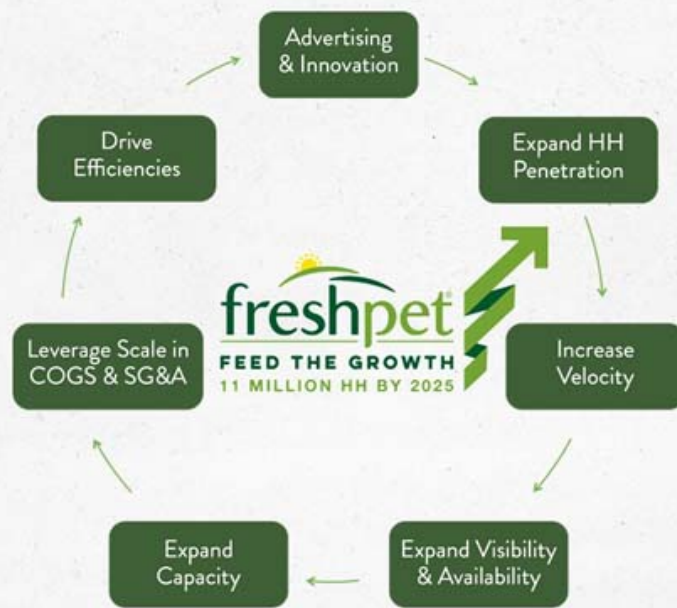 Advertising
& Innovation
Expand HH
Penetration
Increase
Velocity
Expand Visibility
& Availability
Expand
Capacity
Leverage Scale in
COGS & SG&A
Drive
Efficiencies
freshpet®
FEED THE GROWTH
11 MILLION HH BY 2025